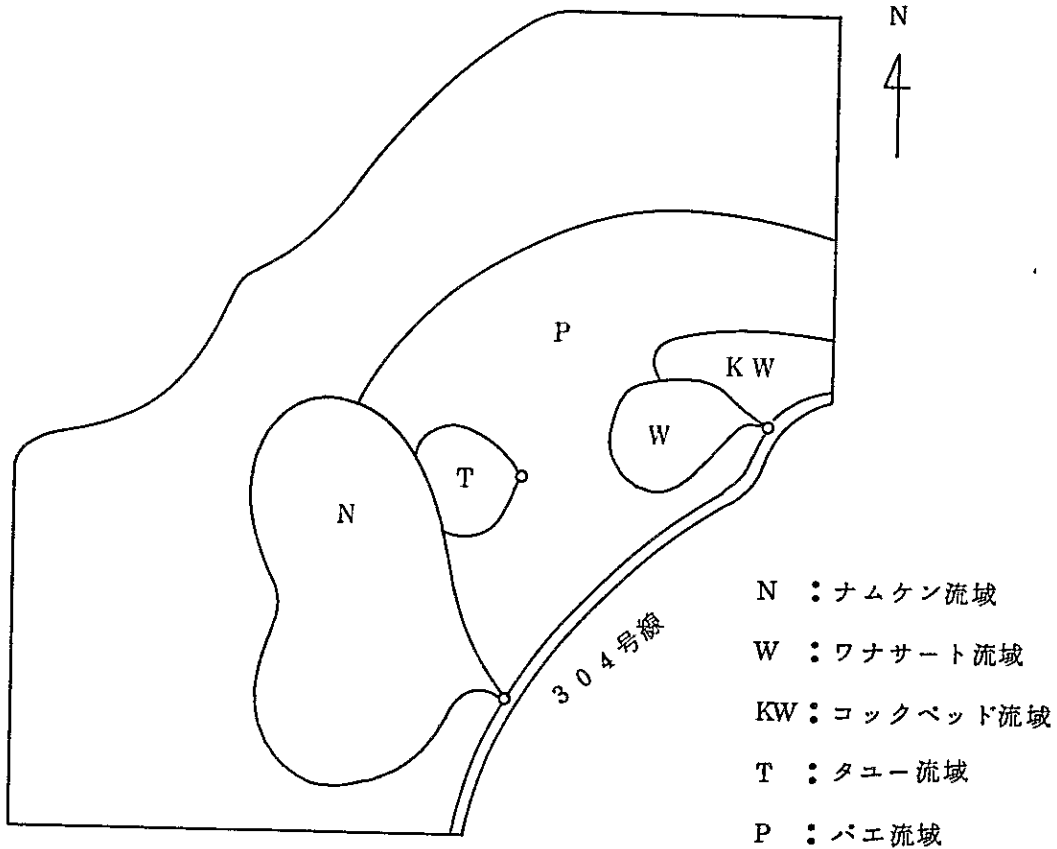 N
P
KW
W
T
N
304号線
N : ナムケン流域
W : ワナサート流域
KW : コックペッド流域
T : タユー流域
P : パエ流域